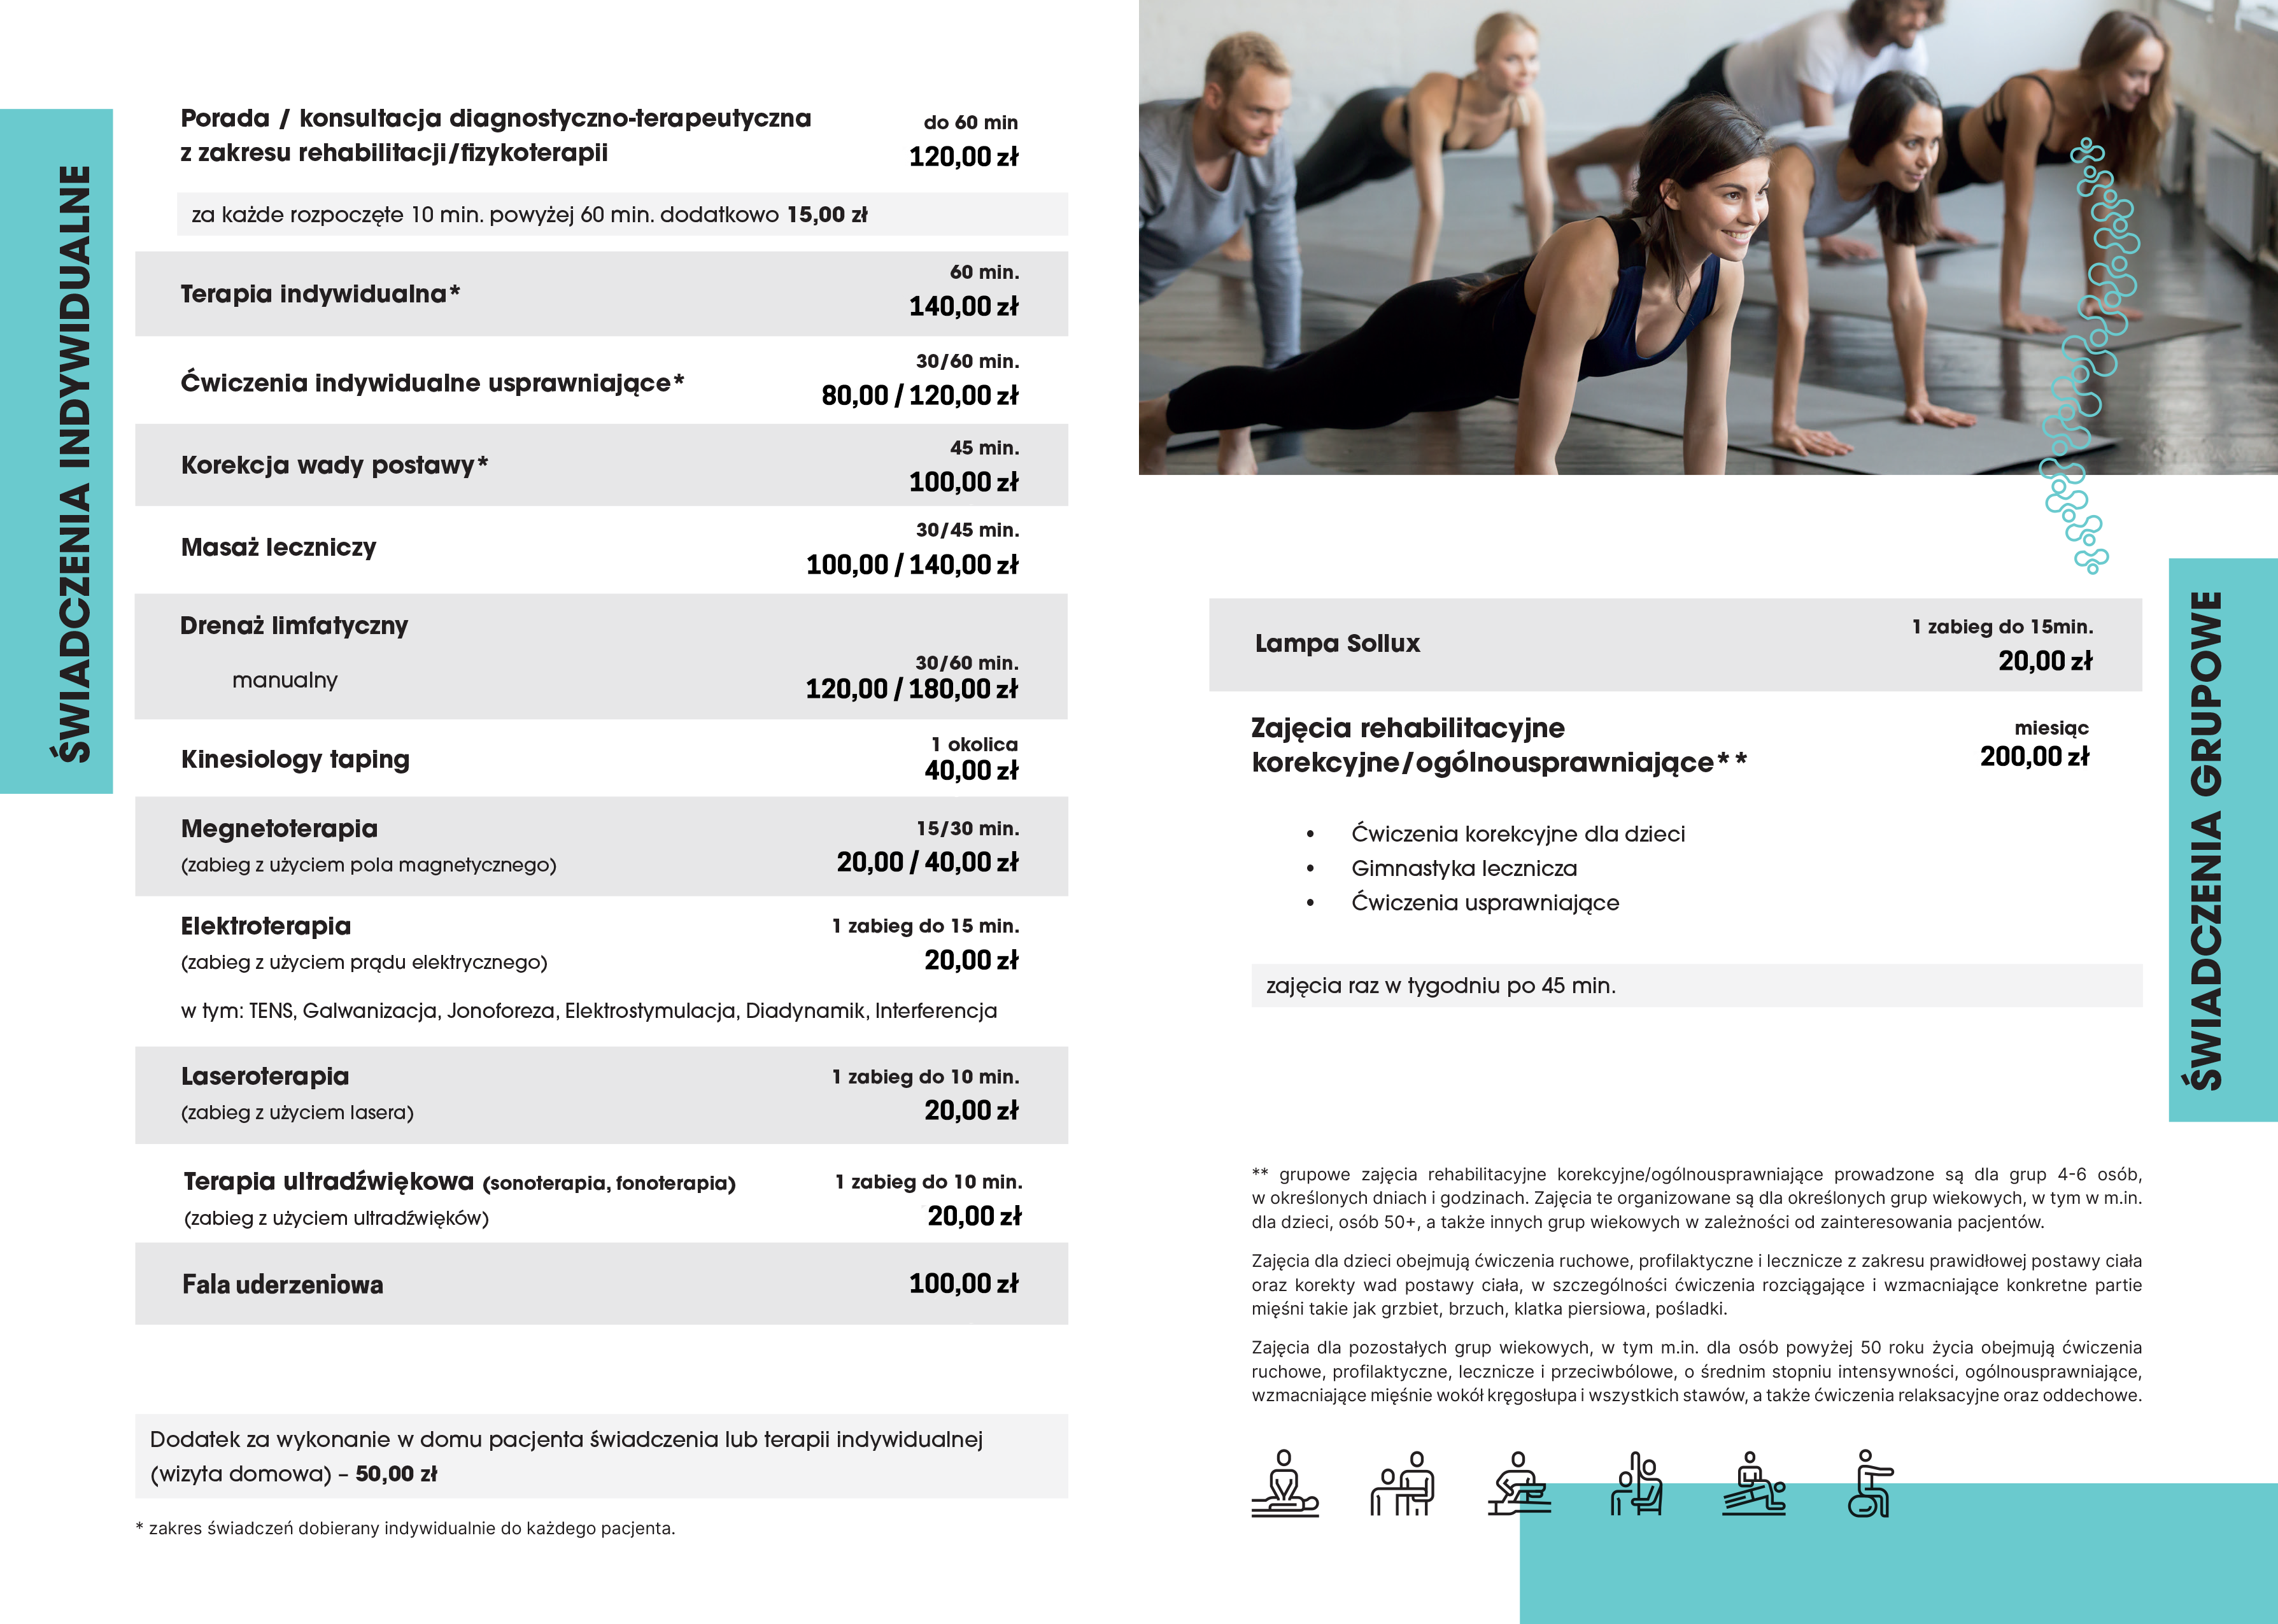 ŚWIADCZENIA INDYWIDUALNE
Porada / konsultacja diagnostyczno-terapeutyczna
z zakresu rehabilitacji/fizykoterapii
do 60 min
120,00 zł
za każde rozpoczęte 10 min. powyżej 60 min. dodatkowo 15,00 zł
Terapia indywidualna*
60 min.
140,00 zł
Ćwiczenia indywidualne usprawniające*
30/60 min.
80,00 / 120,00 zł
Korekcja wady postawy*
45 min.
100,00 zł
Masaż leczniczy
30/45 min.
100,00 / 140,00 zł
Drenaż limfatyczny
manualny
30/60 min.
120,00 / 180,00 zł
Kinesiology taping
1 okolica
40,00 zł
Megnetoterapia
(zabieg z użyciem pola magnetycznego)
15/30 min.
20,00 / 40,00 zł
Elektroterapia
(zabieg z użyciem prądu elektrycznego)
1 zabieg do 15 min.
20,00 zł
w tym: TENS, Galwanizacja, Jonoforeza, Elektrostymulacja, Diadynamik, Interferencja
Laseroterapia
(zabieg z użyciem lasera)
1 zabieg do 10 min.
20,00 zł
Terapia ultradźwiękowa (sonoterapia, fonoterapia)
(zabieg z użyciem ultradźwięków)
1 zabieg do 10 min.
20,00 zł
Fala uderzeniowa
100,00 zł
Dodatek za wykonanie w domu pacjenta świadczenia lub terapii indywidualnej
(wizyta domowa) – 50,00 zł
* zakres świadczeń dobierany indywidualnie do każdego pacjenta.
Lampa Sollux
1 zabieg do 15min.
20,00 zł
ŚWIADCZENIA GRUPOWE
Zajęcia rehabilitacyjne
korekcyjne/ogólnousprawniające**
miesiąc
200,00 zł
• Ćwiczenia korekcyjne dla dzieci
• Gimnastyka lecznicza
• Ćwiczenia usprawniające
zajęcia raz w tygodniu po 45 min.
** grupowe zajęcia rehabilitacyjne korekcyjne/ogólnousprawniające prowadzone są dla grup 4-6 osób,
w określonych dniach i godzinach. Zajęcia te organizowane są dla określonych grup wiekowych, w tym w m.in.
dla dzieci, osób 50+, a także innych grup wiekowych w zależności od zainteresowania pacjentów.
Zajęcia dla dzieci obejmują ćwiczenia ruchowe, profilaktyczne i lecznicze z zakresu prawidłowej postawy ciała
oraz korekty wad postawy ciała, w szczególności ćwiczenia rozciągające i wzmacniające konkretne partie
mięśni takie jak grzbiet, brzuch, klatka piersiowa, pośladki.
Zajęcia dla pozostałych grup wiekowych, w tym m.in. dla osób powyżej 50 roku życia obejmują ćwiczenia
ruchowe, profilaktyczne, lecznicze i przeciwbólowe, o średnim stopniu intensywności, ogólnousprawniające,
wzmacniające mięśnie wokół kręgosłupa i wszystkich stawów, a także ćwiczenia relaksacyjne oraz oddechowe.